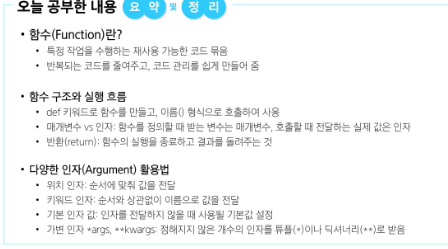 오늘 공부한 내용 요약 및 정리
• 함수(Function)란?
• 특정 작업을 수행하는 재사용 가능한 코드 묶음
• 반복되는 코드를 줄여주고, 코드 관리를 쉽게 만들어 줌
• 함수 구조와 실행 흐름
• def 키워드로 함수를 만들고, 이름() 형식으로 호출하여 사용
• 매개변수 vs 인자: 함수를 정의할 때 받는 변수는 매개변수, 호출할 때 전달하는 실제 값은 인자
• 반환(return): 함수의 실행을 종료하고 결과를 돌려주는 것
• 다양한 인자(Argument) 활용법
• 위치 인자: 순서에 맞춰 값을 전달
• 키워드 인자: 순서와 상관없이 이름으로 값을 전달
• 기본 인자 값: 인자를 전달하지 않을 때 사용될 기본값 설정
• 가변 인자 *args, **kwargs: 정해지지 않은 개수의 인자를 튜플(*)이나 딕셔너리(**)로 받음